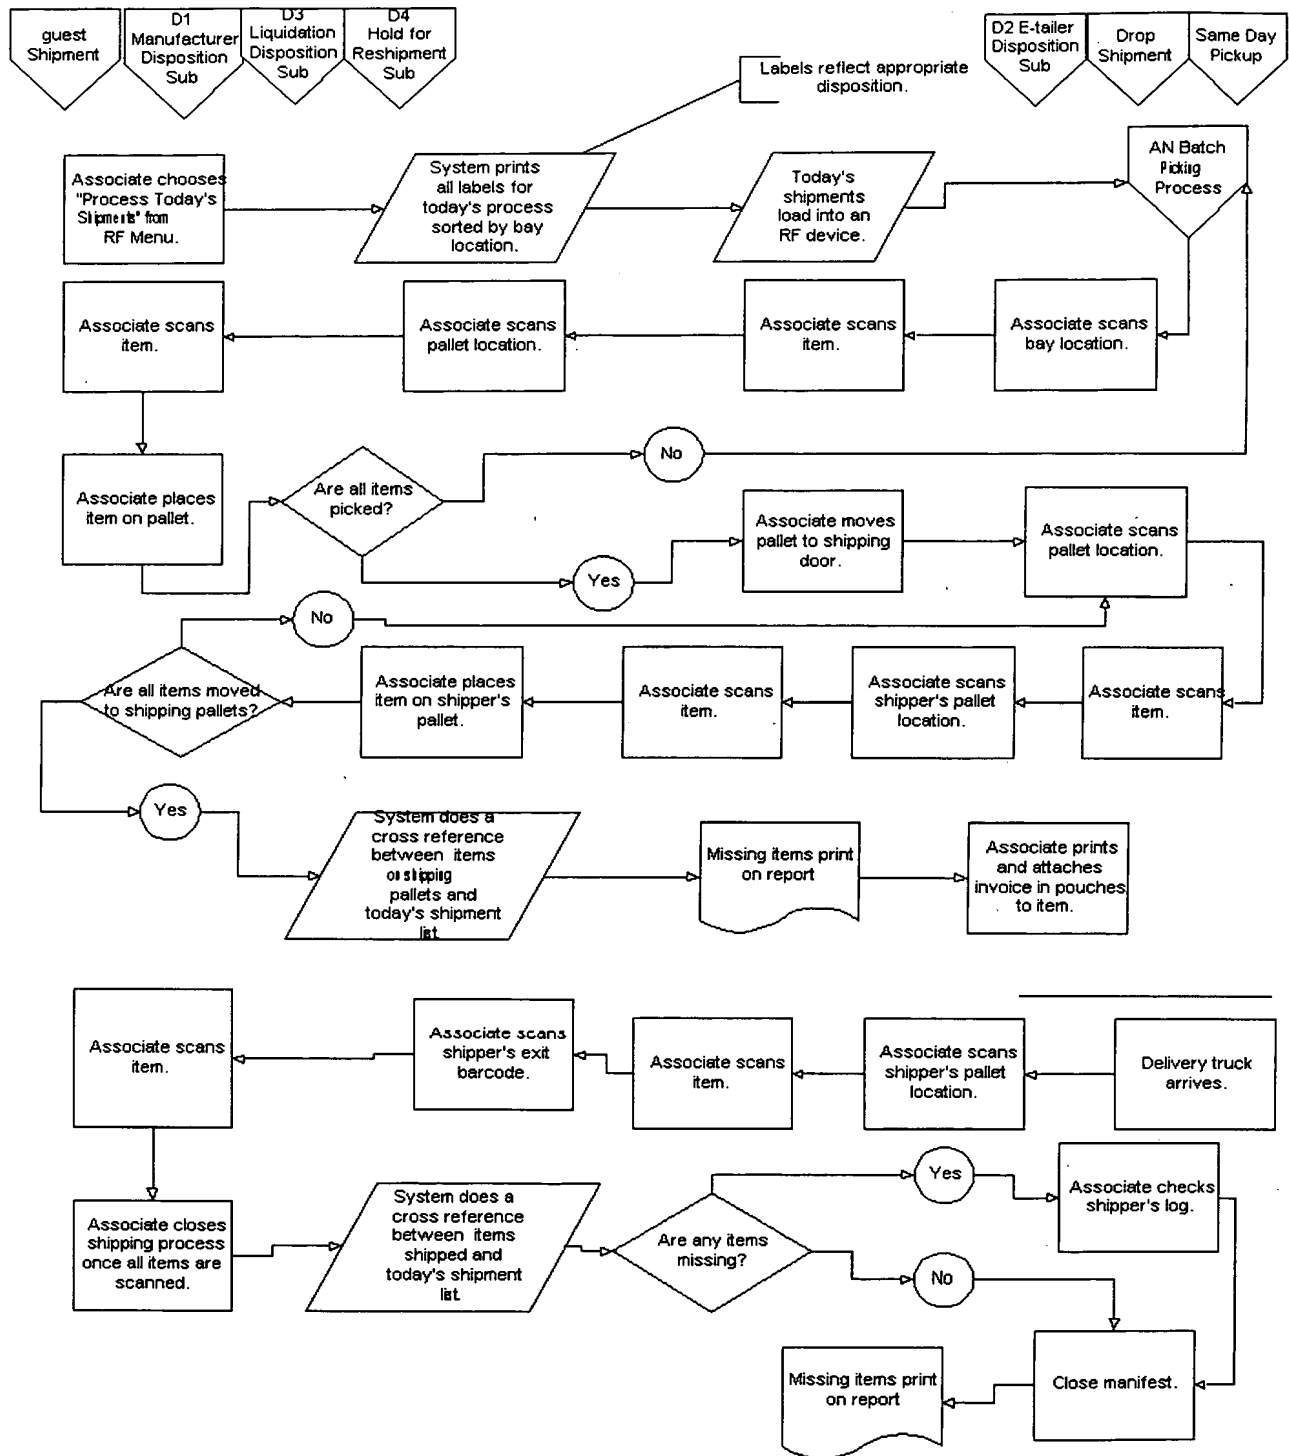 guest
Shipment
D1
Manufacturer
Disposition
Sub
D3
Liquidation
Disposition
Sub
D4
Hold for
Reshipment
Sub
D2 E-tailer
Disposition
Sub
Drop
Shipment
Same Day
Pickup
Labels reflect appropriate
disposition.
Associate chooses
"Process Today's
Shipments" from
RF Menu.
System prints
all labels for
today's process
sorted by bay
location.
Today's
shipments
load into an
RF device.
AN Batch
Picking
Process
Associate scans
item.
Associate scans
pallet location.
Associate scans
item.
Associate scans
bay location.
Associate places
item on pallet.
Are all items
picked?
No
Yes
Associate moves
pallet to shipping
door.
Associate scans
pallet location.
No
Are all items moved
to shipping pallets?
Associate places
item on shipper's
pallet.
Associate scans
item.
Associate scans
shipper's pallet
location.
Associate scans
item.
Yes
System does a
cross reference
between items
on shipping
pallets and
today's shipment
list
Missing items print
on report
Associate prints
and attaches
invoice in pouches
to item.
Associate scans
item.
Associate scans
shipper's exit
barcode.
Associate scans
item.
Associate scans
shipper's pallet
location.
Delivery truck
arrives.
Associate closes
shipping process
once all items are
scanned.
System does a
cross reference
between items
shipped and
today's shipment
list
Are any items
missing?
Yes
No
Associate checks
shipper's log.
Missing items print
on report
Close manifest.